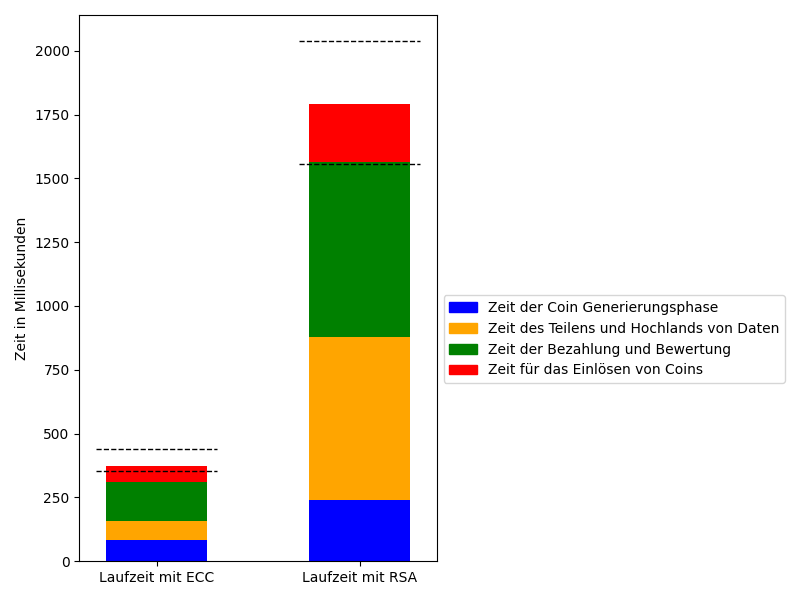 2000
1750
1500
1250
1000
750
500
250
0
Zeit in Millisekunden
Laufzeit mit ECC
Laufzeit mit RSA
Zeit der Coin Generierungsphase
Zeit des Teilens und Hochlands von Daten
Zeit der Bezahlung und Bewertung
Zeit für das Einlösen von Coins